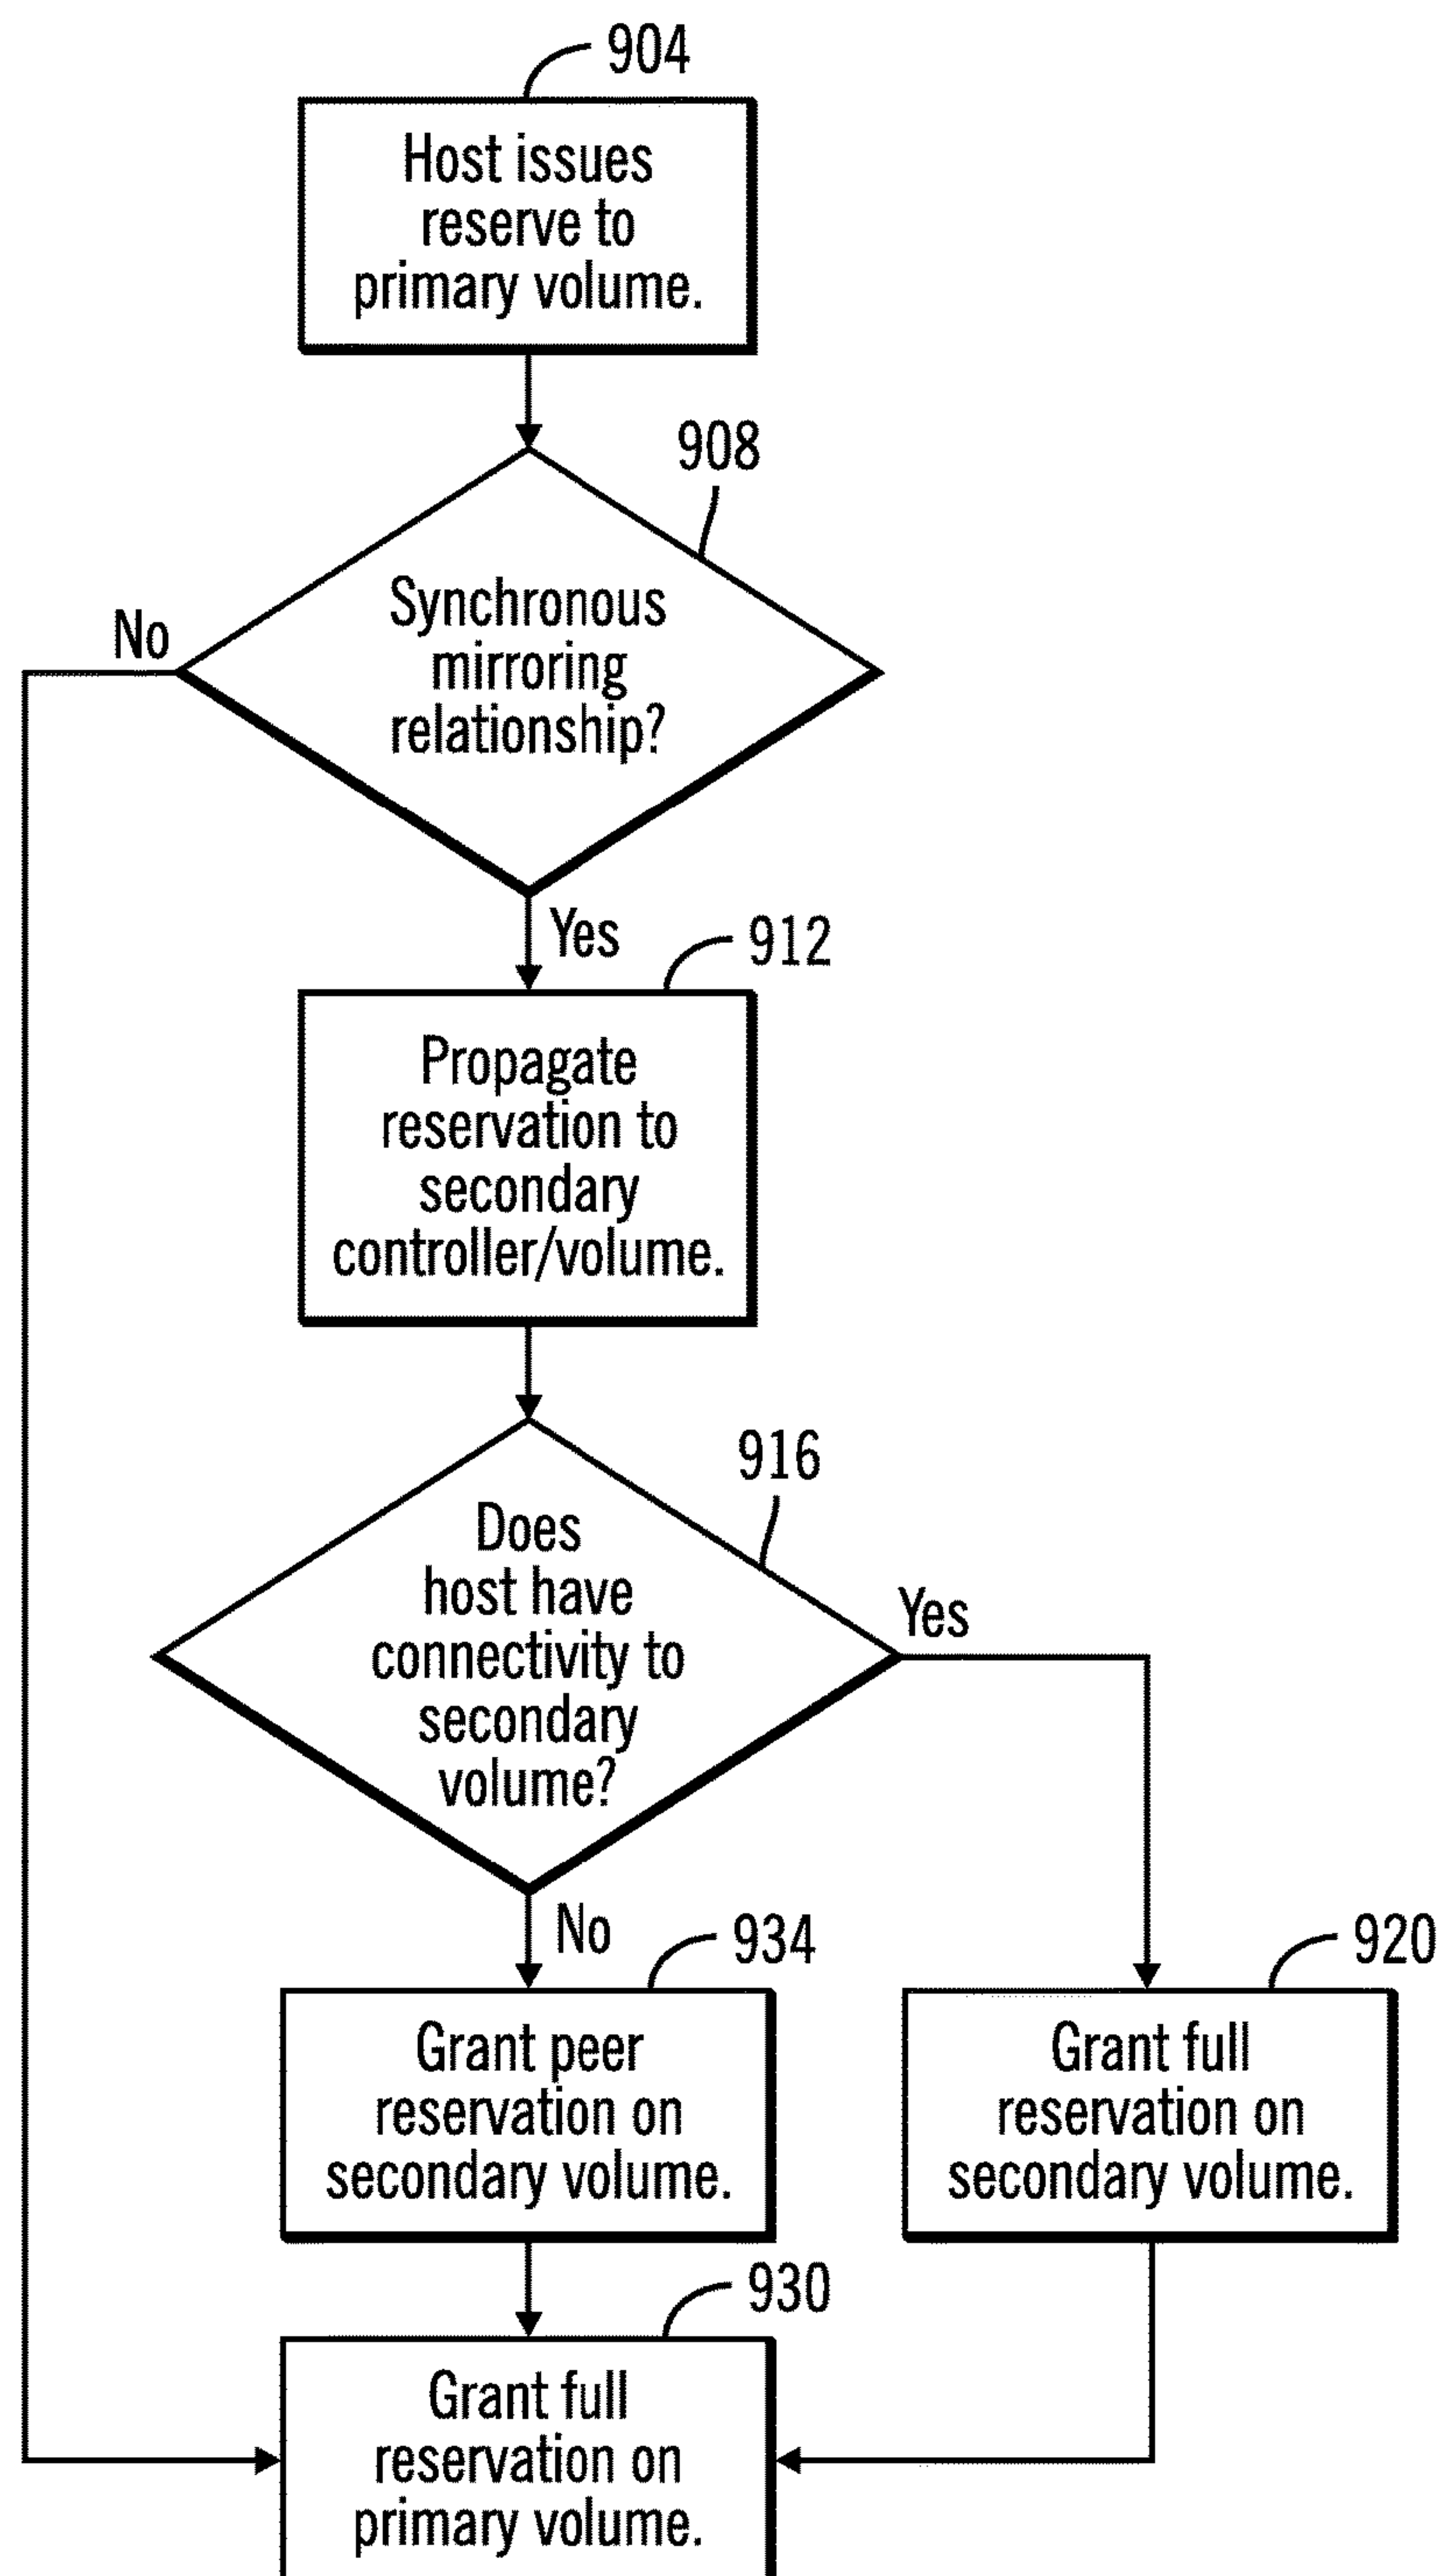 904
Host issues
reserve to
primary volume.
908
Synchronous
mirroring
relationship?
No
Yes
912
Propagate
reservation to
secondary
controller/volume.
916
Does
host have
connectivity to
secondary
volume?
Yes
No
934
Grant peer
reservation on
secondary volume.
920
Grant full
reservation on
secondary volume.
930
Grant full
reservation on
primary volume.